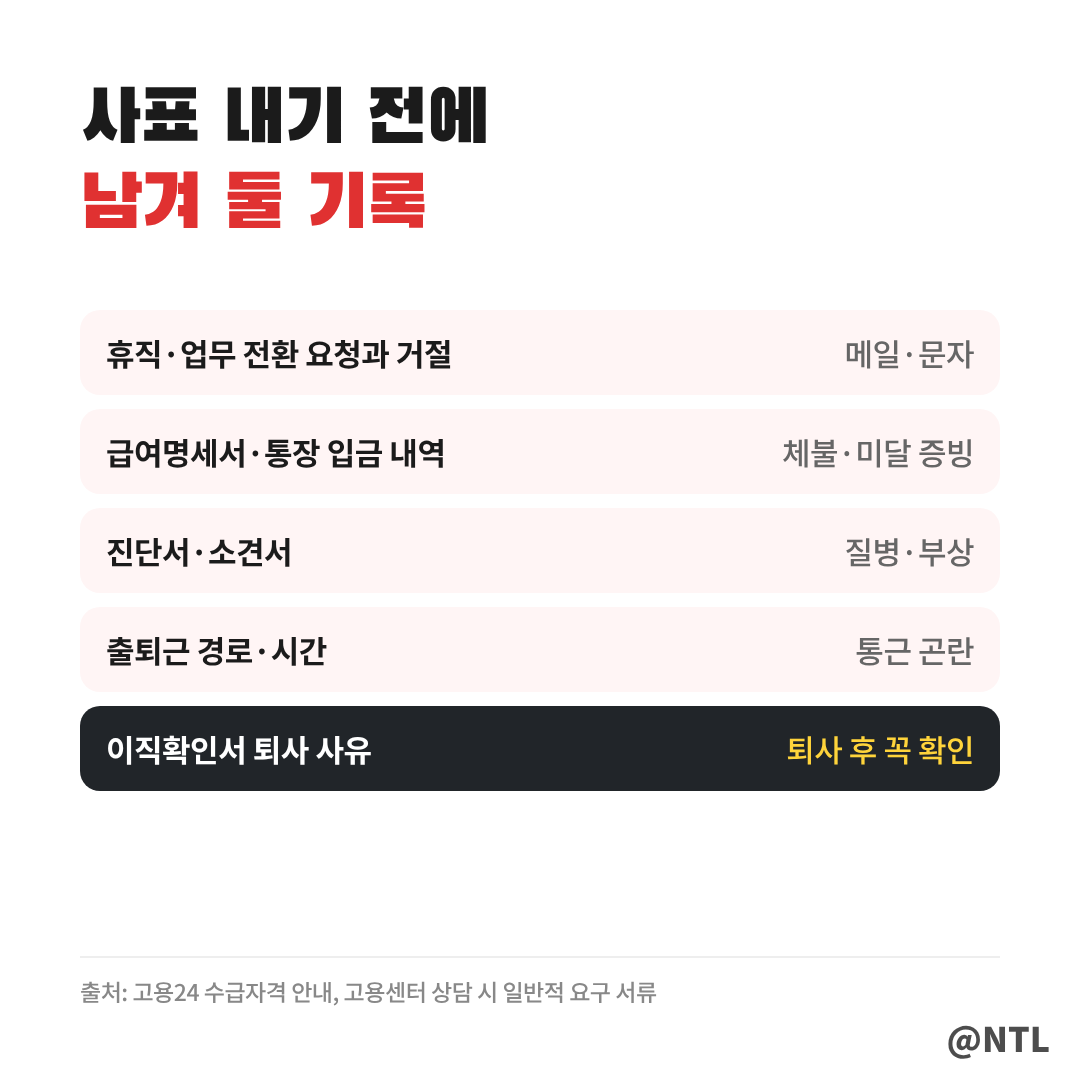 사표 내기 전에
남겨 둘 기록
휴직·업무 전환 요청과 거절 메일·문자
급여명세서·통장 입금 내역 체불·미달 증빙
진단서·소견서 질병·부상
출퇴근 경로·시간 통근 곤란
이직확인서 퇴사 사유 퇴사 후 꼭 확인
출처: 고용24 수급자격 안내, 고용센터 상담 시 일반적 요구 서류
@NTL